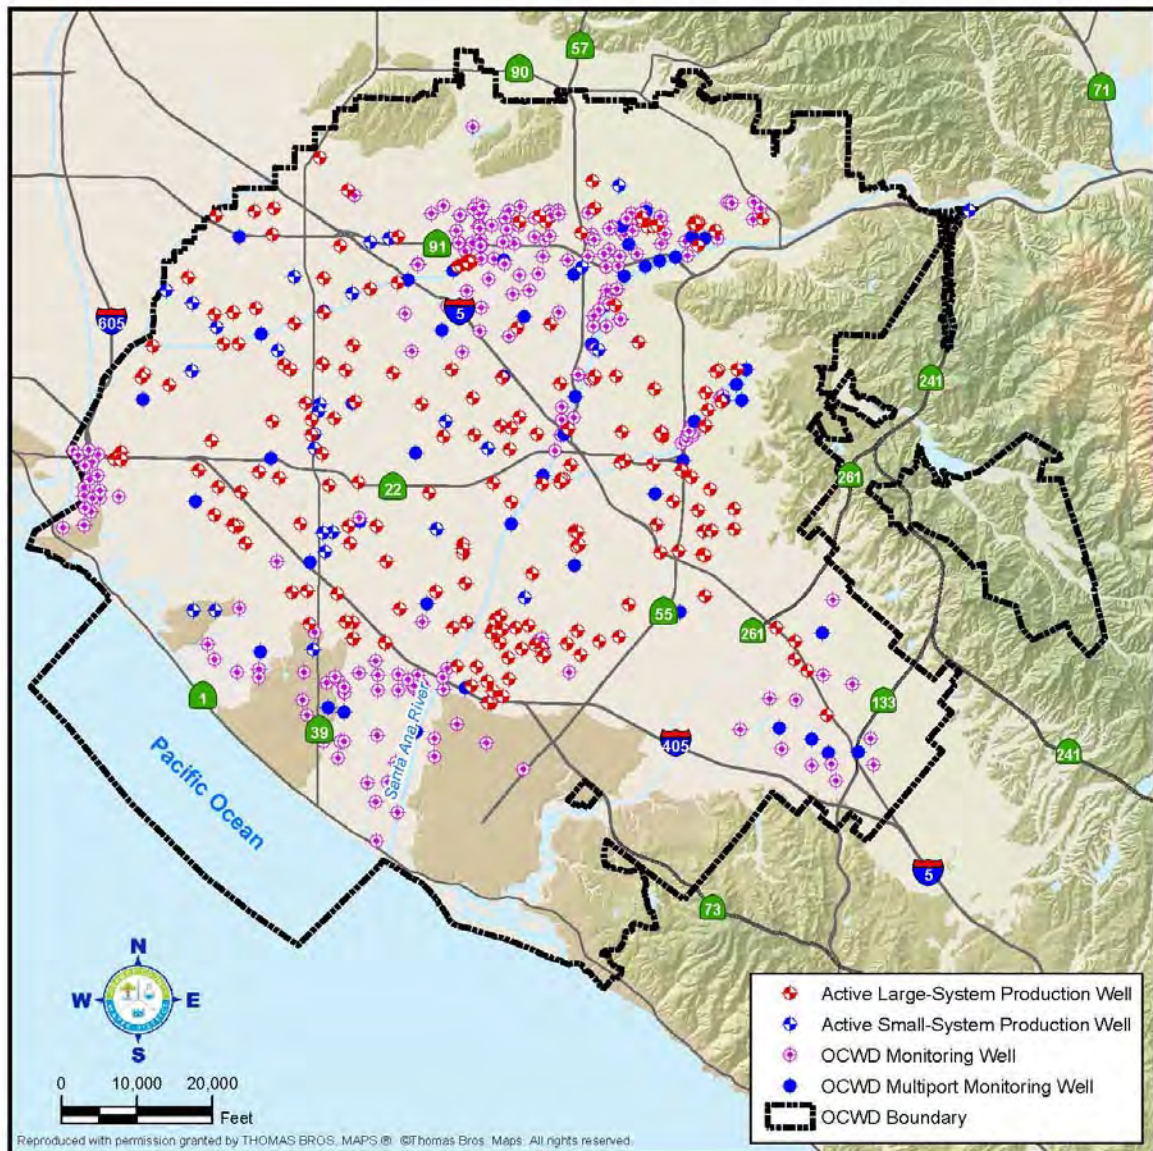 57
90
71
91
5
605
241
22
261
55
261
1
39
133
405
241
5
73
Santa Ana River
Pacific Ocean
N
W E
S
0 10,000 20,000
Feet
Active Large-System Production Well
Active Small-System Production Well
OCWD Monitoring Well
OCWD Multiport Monitoring Well
OCWD Boundary
Reproduced with permission granted by THOMAS BROS. MAPS ® ©Thomas Bros. Maps. All rights reserved.